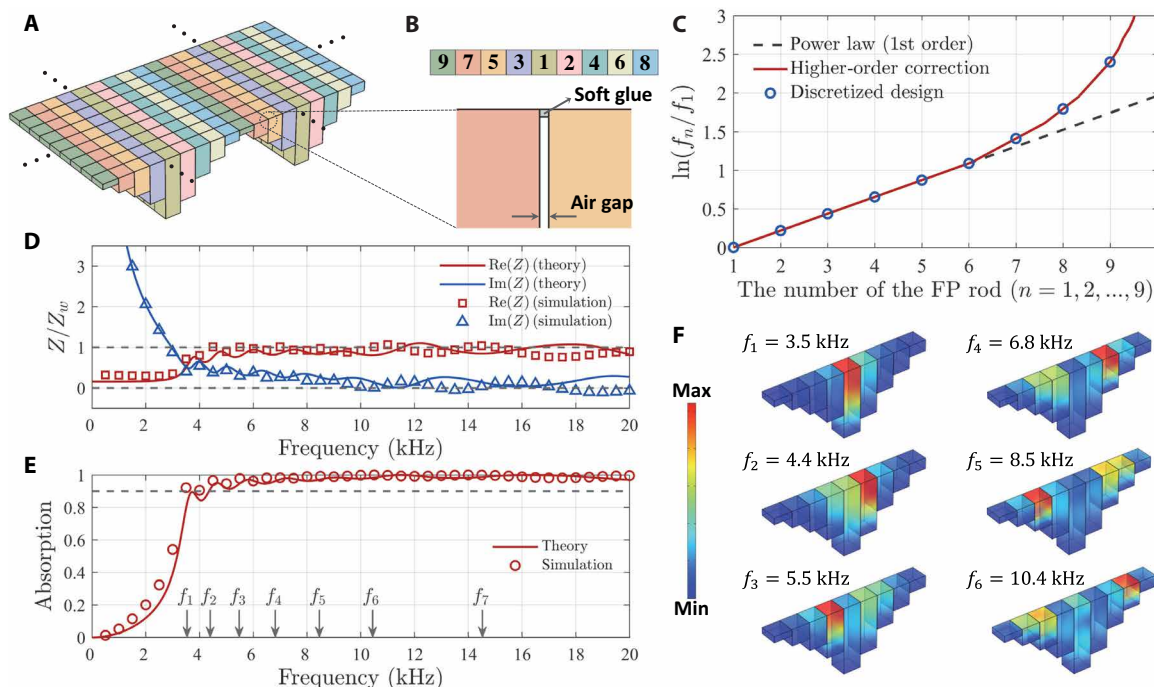 A
B
9 7 5 3 1 2 4 6 8
Soft glue
Air gap
C
ln(fₙ/f₁)
3
2.5
2
1.5
1
0.5
0
Power law (1st order)
Higher-order correction
Discretized design
1 2 3 4 5 6 7 8 9
The number of the FP rod (n = 1, 2, ..., 9)
D
Z/Z_w
3
2
1
0
Re(Z) (theory)
Im(Z) (theory)
Re(Z) (simulation)
Im(Z) (simulation)
0 2 4 6 8 10 12 14 16 18 20
Frequency (kHz)
E
Absorption
1
0.8
0.6
0.4
0.2
0
Theory
Simulation
f₁ f₂ f₃ f₄ f₅ f₆ f₇
0 2 4 6 8 10 12 14 16 18 20
Frequency (kHz)
F
Max
Min
f₁ = 3.5 kHz
f₄ = 6.8 kHz
f₂ = 4.4 kHz
f₅ = 8.5 kHz
f₃ = 5.5 kHz
f₆ = 10.4 kHz